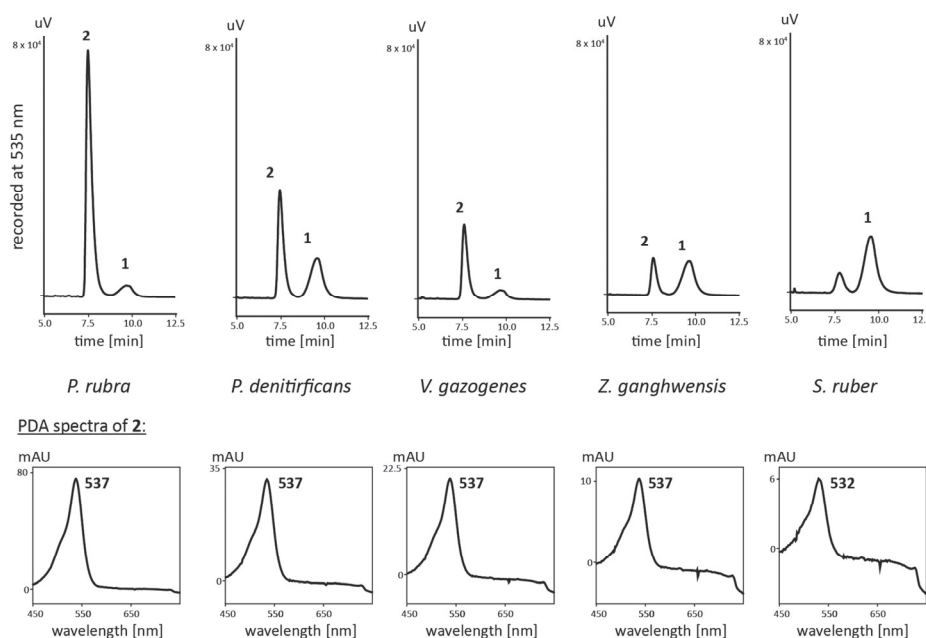 uV
uV
uV
uV
uV
8 x 10⁴
8 x 10⁴
8 x 10⁴
8 x 10⁴
8 x 10⁴
recorded at 535 nm
2
1
2
1
2
1
2
1
1
5.0 7.5 10.0 12.5
5.0 7.5 10.0 12.5
5.0 7.5 10.0 12.5
5.0 7.5 10.0 12.5
5.0 7.5 10.0 12.5
time [min]
time [min]
time [min]
time [min]
time [min]
P. rubra
P. denitirficans
V. gazogenes
Z. ganghwensis
S. ruber
PDA spectra of 2:
mAU
mAU
mAU
mAU
mAU
80
0
537
35
0
537
22.5
0
537
10
0
537
6
0
532
450 550 650
450 550 650
450 550 650
450 550 650
450 550 650
wavelength [nm]
wavelength [nm]
wavelength [nm]
wavelength [nm]
wavelength [nm]